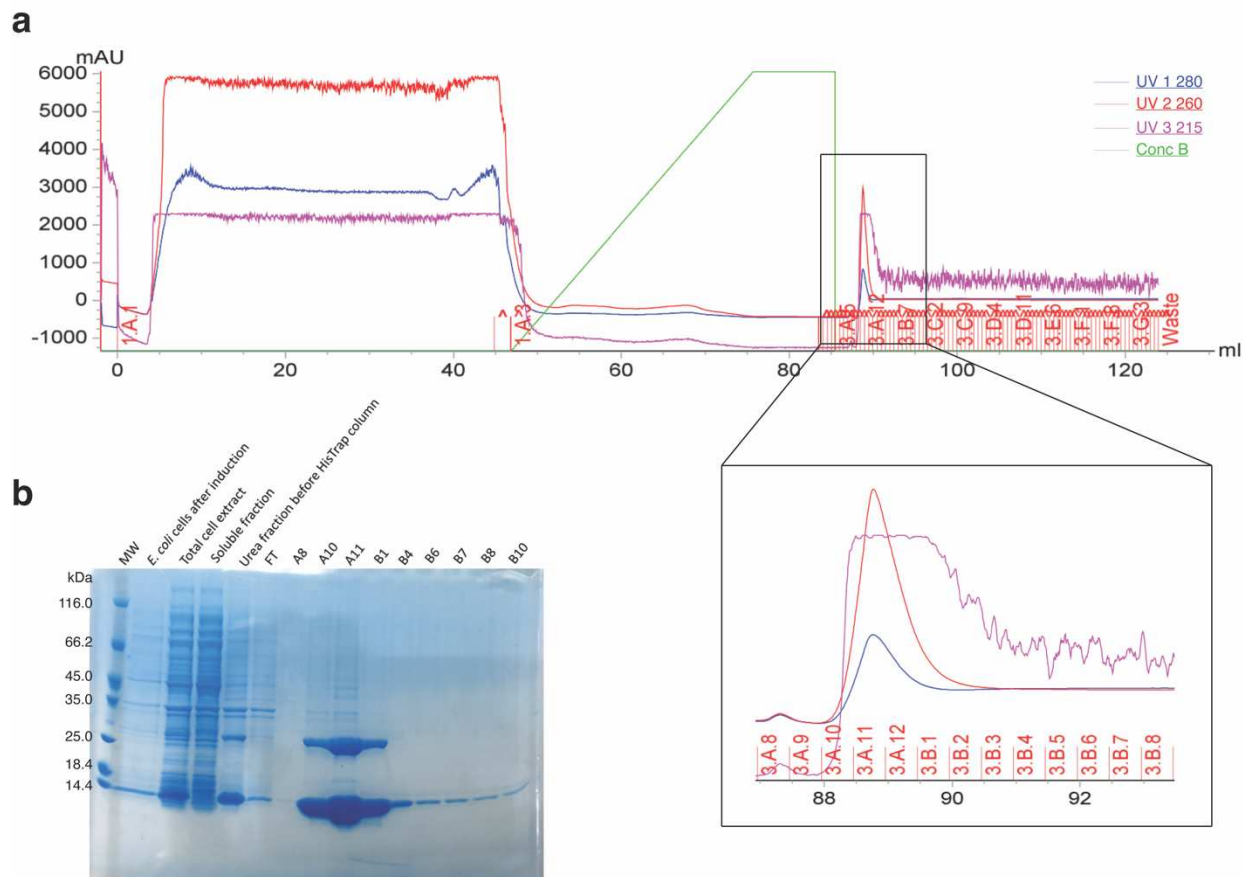 a
mAU
6000
5000
4000
3000
2000
1000
0
-1000
0
20
40
60
80
100
120
ml
UV 1 280
UV 2 260
UV 3 215
Conc B
1.A.1
1.A.3
3.A.12
3.B.7
3.C.2
3.C.9
3.D.4
3.D.11
3.E.6
3.F.1
3.F.8
3.G.3
Waste
b
MW
E. coli cells after induction
Total cell extract
Soluble fraction
Urea fraction before HisTrap column
FT
A8
A10
A11
B1
B4
B6
B7
B8
B10
kDa
116.0
66.2
45.0
35.0
25.0
18.4
14.4
3.A.8
3.A.9
3.A.10
3.A.11
3.A.12
3.B.1
3.B.2
3.B.3
3.B.4
3.B.5
3.B.6
3.B.7
3.B.8
88
90
92